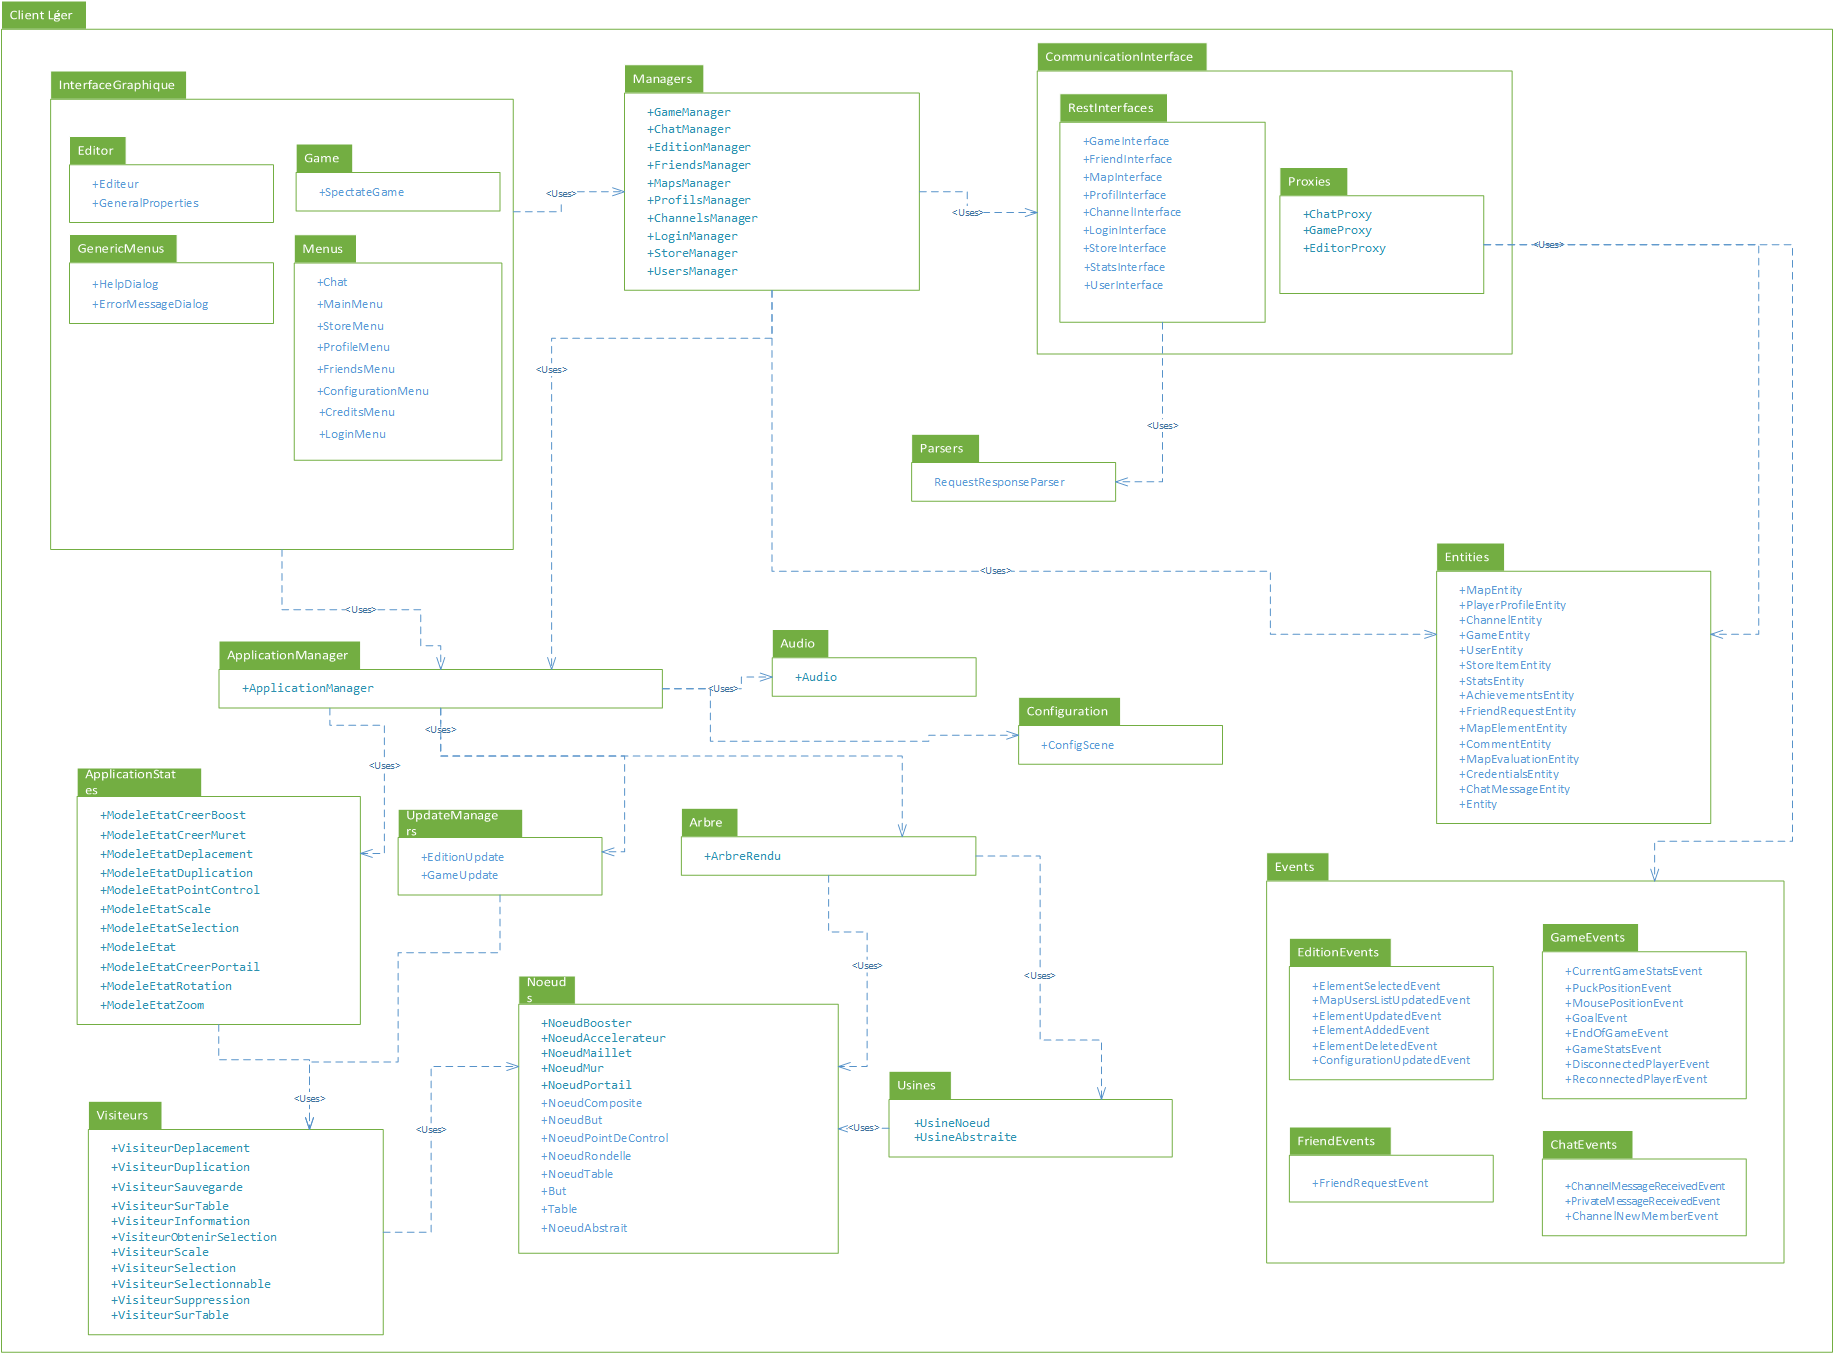 Client Léger
InterfaceGraphique
Editor
+Editeur
+GeneralProperties
Game
+SpectateGame
GenericMenus
+HelpDialog
+ErrorMessageDialog
Menus
+Chat
+MainMenu
+StoreMenu
+ProfileMenu
+FriendsMenu
+ConfigurationMenu
+CreditsMenu
+LoginMenu
<Uses>
Managers
+GameManager
+ChatManager
+EditionManager
+FriendsManager
+MapsManager
+ProfilsManager
+ChannelsManager
+LoginManager
+StoreManager
+UsersManager
<Uses>
CommunicationInterface
RestInterfaces
+GameInterface
+FriendInterface
+MapInterface
+ProfilInterface
+ChannelInterface
+LoginInterface
+StoreInterface
+StatsInterface
+UserInterface
Proxies
+ChatProxy
+GameProxy
+EditorProxy
<Uses>
<Uses>
<Uses>
Parsers
RequestResponseParser
<Uses>
<Uses>
Entities
+MapEntity
+PlayerProfileEntity
+ChannelEntity
+GameEntity
+UserEntity
+StoreItemEntity
+StatsEntity
+AchievementsEntity
+FriendRequestEntity
+MapElementEntity
+CommentEntity
+MapEvaluationEntity
+CredentialsEntity
+ChatMessageEntity
+Entity
ApplicationManager
+ApplicationManager
<Uses>
Audio
+Audio
Configuration
+ConfigScene
<Uses>
<Uses>
ApplicationStat
es
+ModeleEtatCreerBoost
+ModeleEtatCreerMuret
+ModeleEtatDeplacement
+ModeleEtatDuplication
+ModeleEtatPointControl
+ModeleEtatScale
+ModeleEtatSelection
+ModeleEtat
+ModeleEtatCreerPortail
+ModeleEtatRotation
+ModeleEtatZoom
UpdateManage
rs
+EditionUpdate
+GameUpdate
Arbre
+ArbreRendu
<Uses>
<Uses>
<Uses>
Visiteurs
+VisiteurDeplacement
+VisiteurDuplication
+VisiteurSauvegarde
+VisiteurSurTable
+VisiteurInformation
+VisiteurObtenirSelection
+VisiteurScale
+VisiteurSelection
+VisiteurSelectionnable
+VisiteurSuppression
+VisiteurSurTable
<Uses>
Noeud
s
+NoeudBooster
+NoeudAccelerateur
+NoeudMaillet
+NoeudMur
+NoeudPortail
+NoeudComposite
+NoeudBut
+NoeudPointDeControl
+NoeudRondelle
+NoeudTable
+But
+Table
+NoeudAbstrait
<Uses>
Usines
+UsineNoeud
+UsineAbstraite
Events
EditionEvents
+ElementSelectedEvent
+MapUsersListUpdatedEvent
+ElementUpdatedEvent
+ElementAddedEvent
+ElementDeletedEvent
+ConfigurationUpdatedEvent
GameEvents
+CurrentGameStatsEvent
+PuckPositionEvent
+MousePositionEvent
+GoalEvent
+EndOfGameEvent
+GameStatsEvent
+DisconnectedPlayerEvent
+ReconnectedPlayerEvent
FriendEvents
+FriendRequestEvent
ChatEvents
+ChannelMessageReceivedEvent
+PrivateMessageReceivedEvent
+ChannelNewMemberEvent